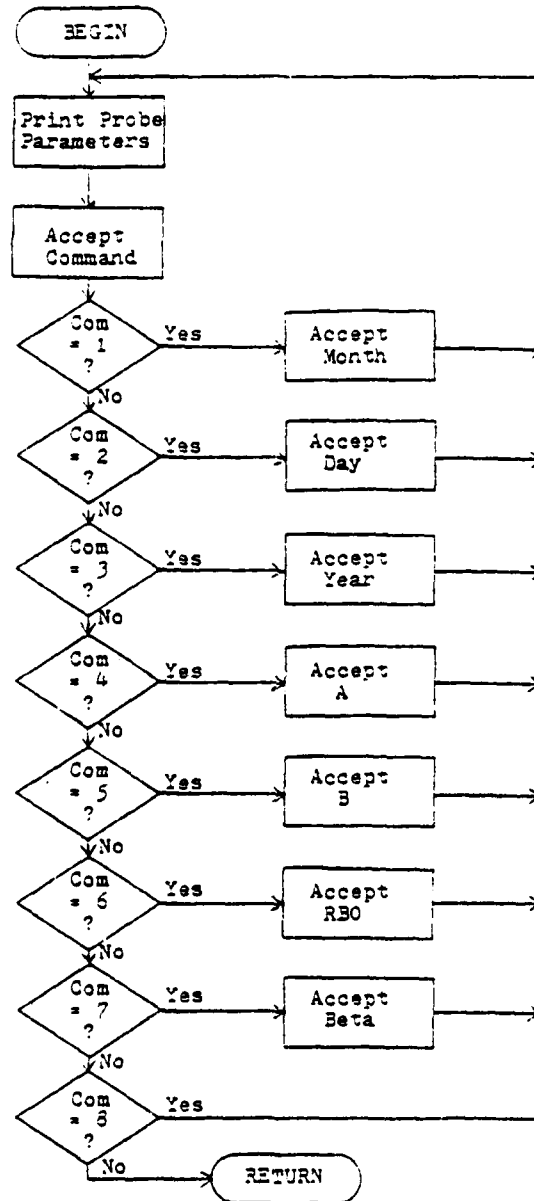 BEGIN
Print Probe
Parameters
Accept
Command
Com
= 1
?
Yes
Accept
Month
No
Com
= 2
?
Yes
Accept
Day
No
Com
= 3
?
Yes
Accept
Year
No
Com
= 4
?
Yes
Accept
A
No
Com
= 5
?
Yes
Accept
B
No
Com
= 6
?
Yes
Accept
RBO
No
Com
= 7
?
Yes
Accept
Beta
No
Com
= 8
?
Yes
No
RETURN